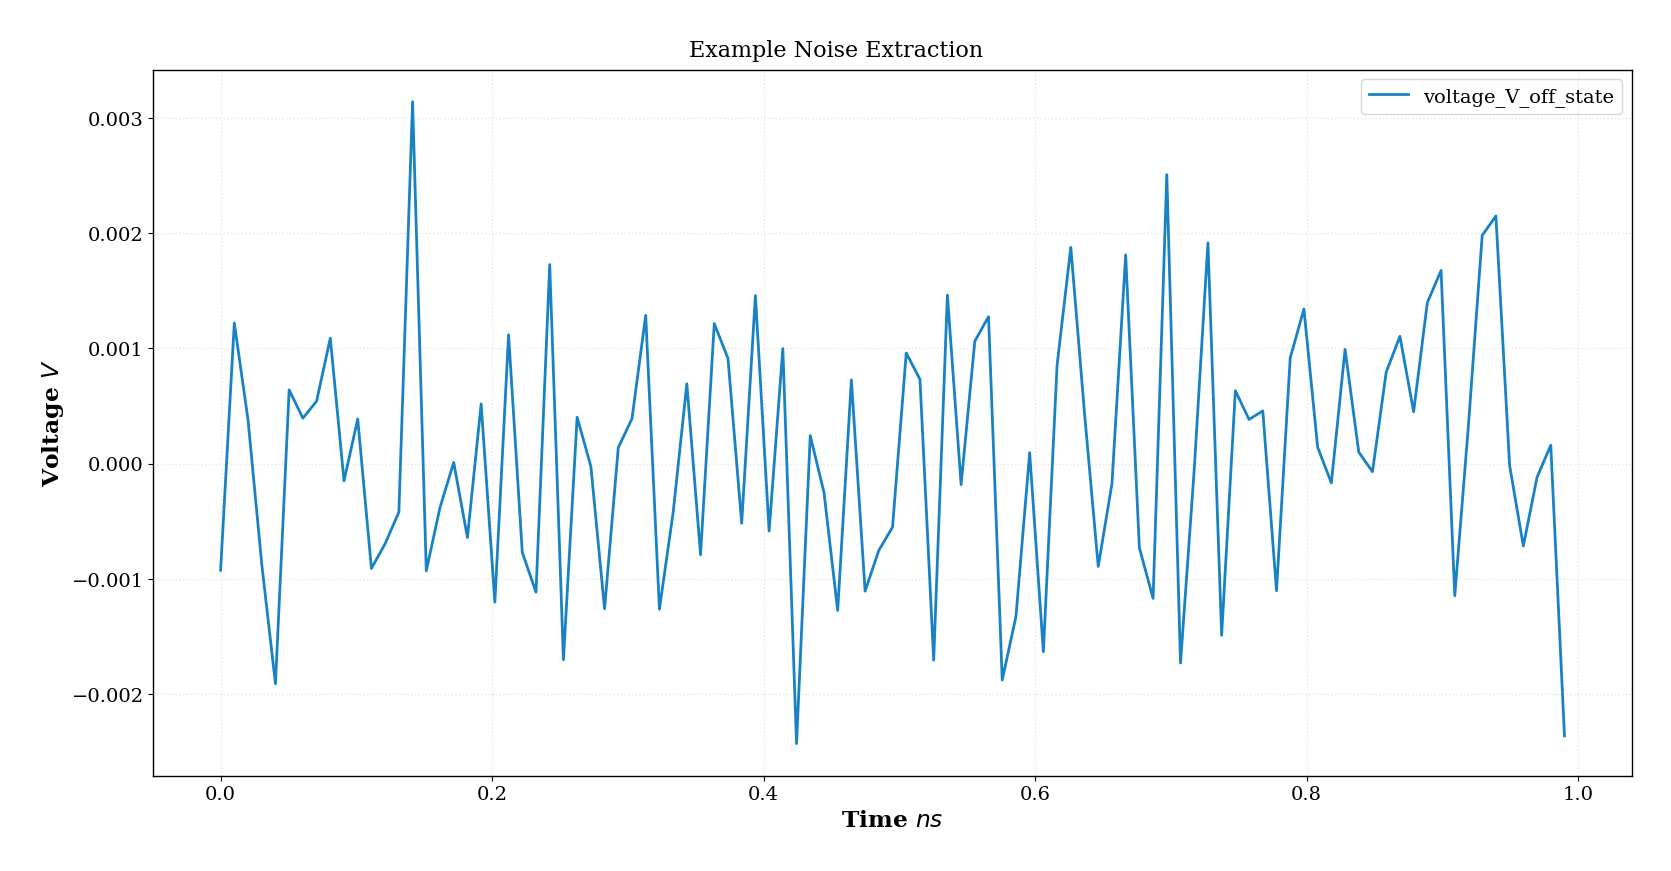 Example Noise Extraction
voltage_V_off_state
Voltage V
0.003
0.002
0.001
0.000
−0.001
−0.002
0.0 0.2 0.4 0.6 0.8 1.0
Time ns